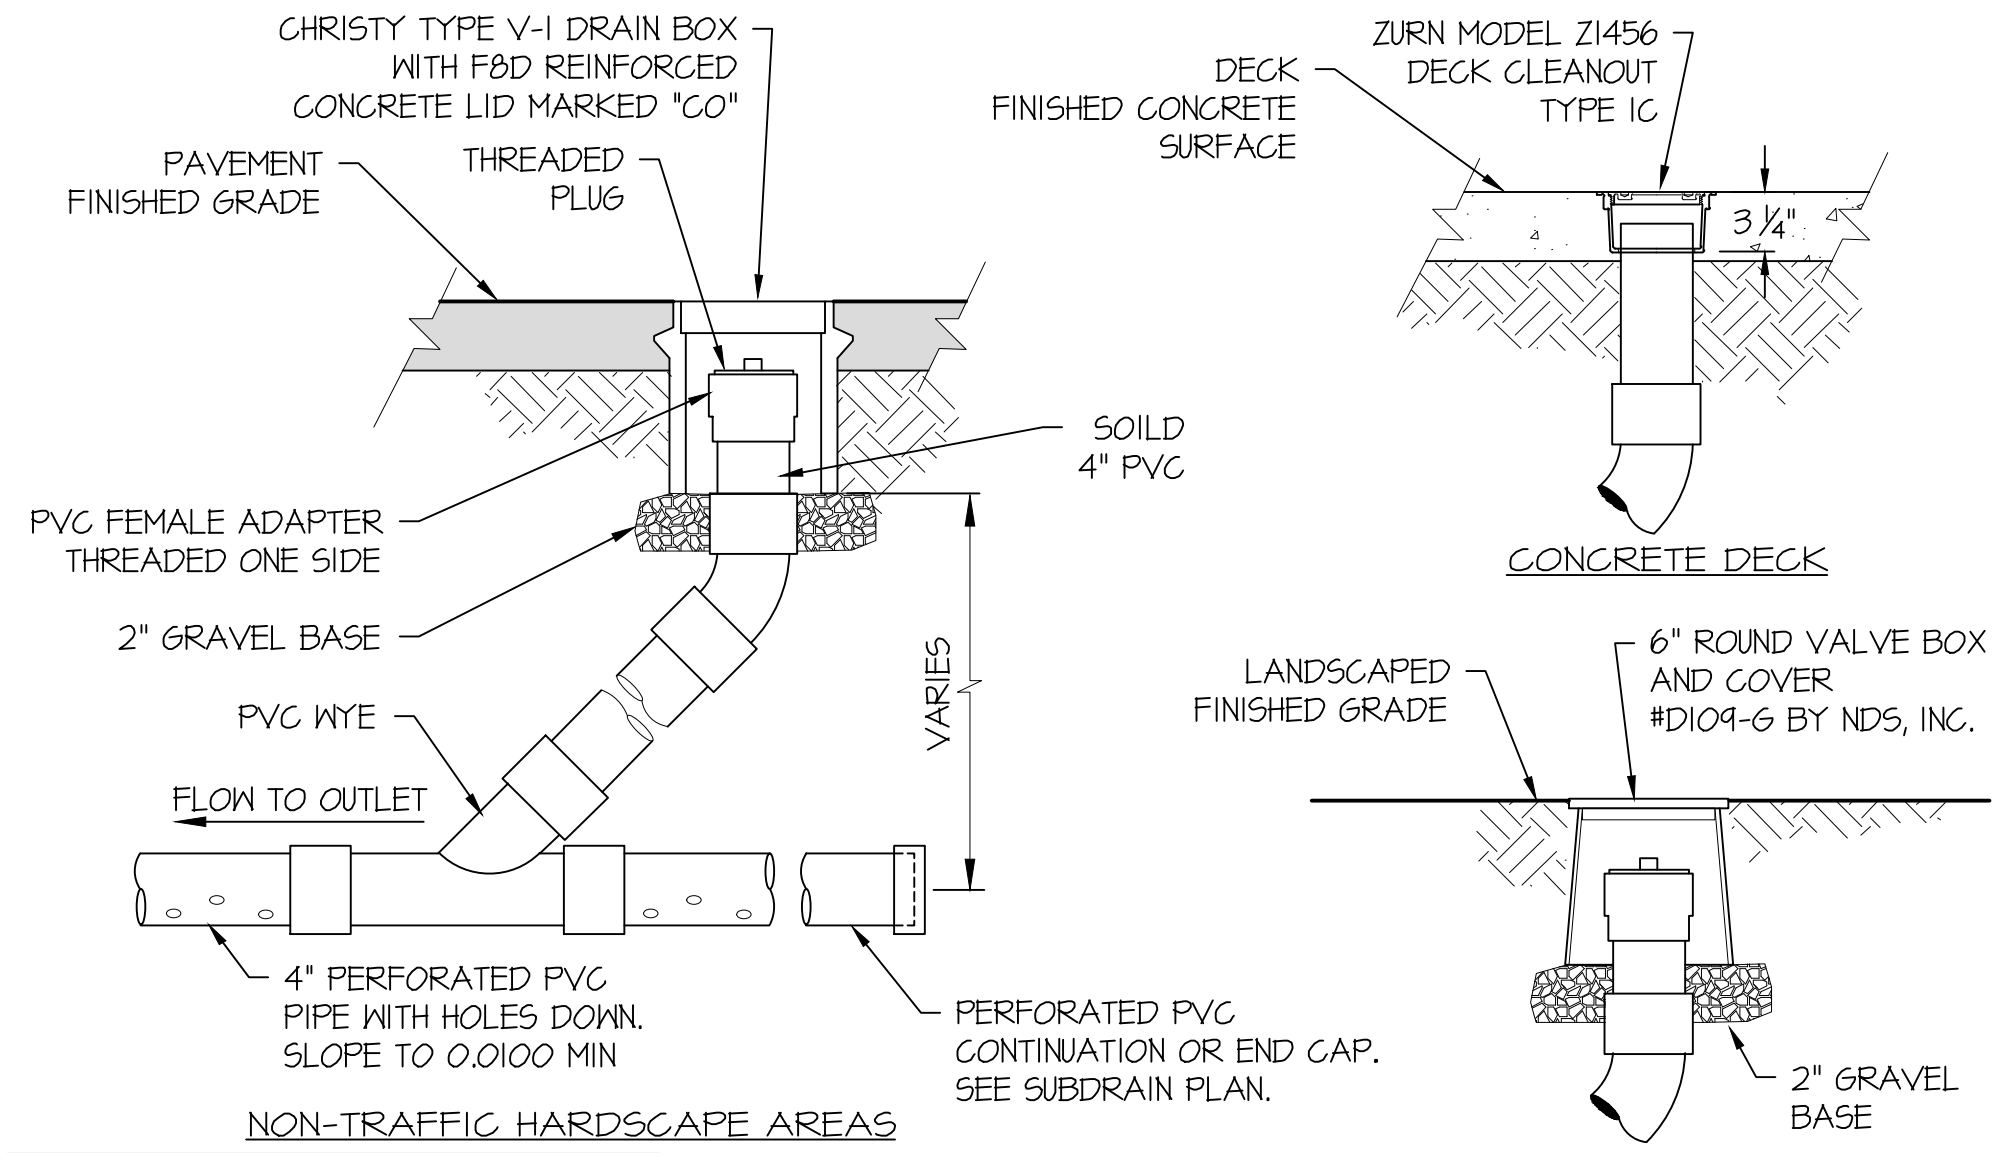 CHRISTY TYPE V-1 DRAIN BOX
WITH F8D REINFORCED
CONCRETE LID MARKED "CO"
PAVEMENT
FINISHED GRADE
THREADED
PLUG
PVC FEMALE ADAPTER
THREADED ONE SIDE
2" GRAVEL BASE
PVC WYE
FLOW TO OUTLET
SOILD
4" PVC
VARIES
4" PERFORATED PVC
PIPE WITH HOLES DOWN.
SLOPE TO 0.0100 MIN
PERFORATED PVC
CONTINUATION OR END CAP.
SEE SUBDRAIN PLAN.
NON-TRAFFIC HARDSCAPE AREAS
DECK
FINISHED CONCRETE
SURFACE
ZURN MODEL Z1456
DECK CLEANOUT
TYPE 1C
3 1/4"
CONCRETE DECK
LANDSCAPED
FINISHED GRADE
6" ROUND VALVE BOX
AND COVER
#D109-G BY NDS, INC.
2" GRAVEL
BASE